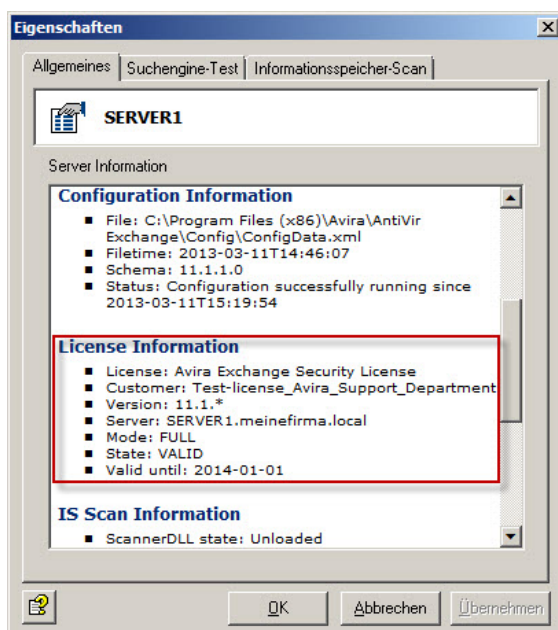 Eigenschaften
Allgemeines Suchengine-Test Informationsspeicher-Scan
SERVER1
Server Information
Configuration Information
File: C:\Program Files (x86)\Avira\AntiVir
Exchange\Config\ConfigData.xml
Filetime: 2013-03-11T14:46:07
Schema: 11.1.1.0
Status: Configuration successfully running since
2013-03-11T15:19:54
License Information
License: Avira Exchange Security License
Customer: Test-license_Avira_Support_Department
Version: 11.1.*
Server: SERVER1.meinefirma.local
Mode: FULL
State: VALID
Valid until: 2014-01-01
IS Scan Information
ScannerDLL state: Unloaded
OK Abbrechen Übernehmen